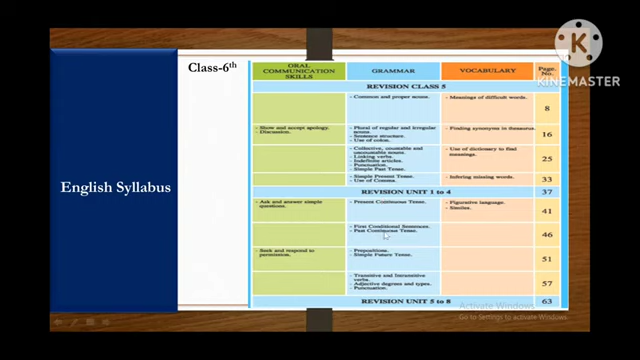 KINEMASTER
English Syllabus
Class-6th
ORAL COMMUNICATION SKILLS
GRAMMAR
VOCABULARY
Page No.
REVISION CLASS 5
- Common and proper nouns.
- Meanings of difficult words.
8
- Show and accept apology.
- Discussion.
- Plural of regular and irregular
nouns.
- Sentence structure.
- Use of colon.
- Finding synonyms in thesaurus.
16
- Collective, countable and
uncountable nouns.
- Linking verbs.
- Indefinite articles.
- Punctuation.
- Simple Past Tense.
- Use of dictionary to find
meanings.
25
- Simple Present Tense.
- Use of Comma.
- Inferring missing words.
33
REVISION UNIT 1 TO 4
37
- Ask and answer simple
questions.
- Present Continuous Tense.
- Figurative language.
- Similes.
41
- First Conditional Sentences.
- Past Continuous Tense.
46
- Seek and respond to
permission.
- Prepositions.
- Simple Future Tense.
51
- Transitive and Intransitive
verbs.
- Adjective degrees and types.
- Punctuation.
57
REVISION UNIT 5 TO 8
63
Activate Windows
Go to Settings to activate Windows.